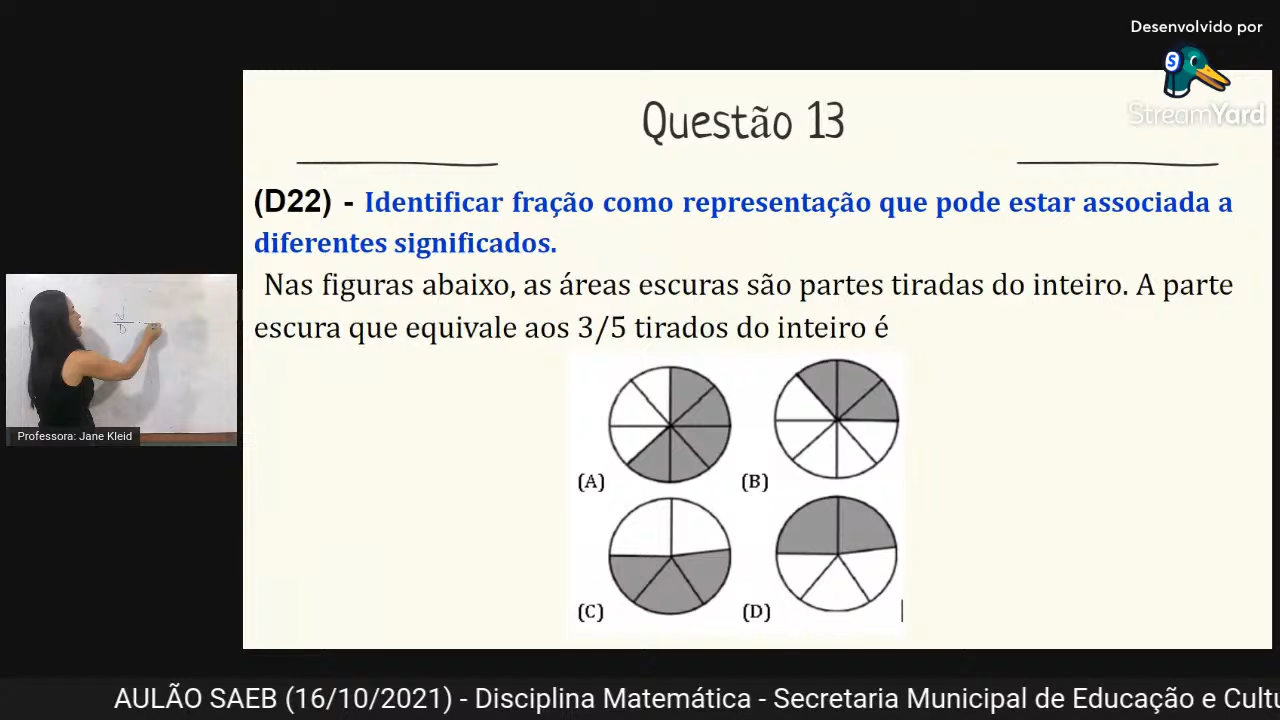 Desenvolvido por
S
StreamYard
Questão 13
(D22) - Identificar fração como representação que pode estar associada a
diferentes significados.
Nas figuras abaixo, as áreas escuras são partes tiradas do inteiro. A parte
escura que equivale aos 3/5 tirados do inteiro é
N
D
Professora: Jane Kleid
(A)
(B)
(C)
(D)
AULÃO SAEB (16/10/2021) - Disciplina Matemática - Secretaria Municipal de Educação e Cultu